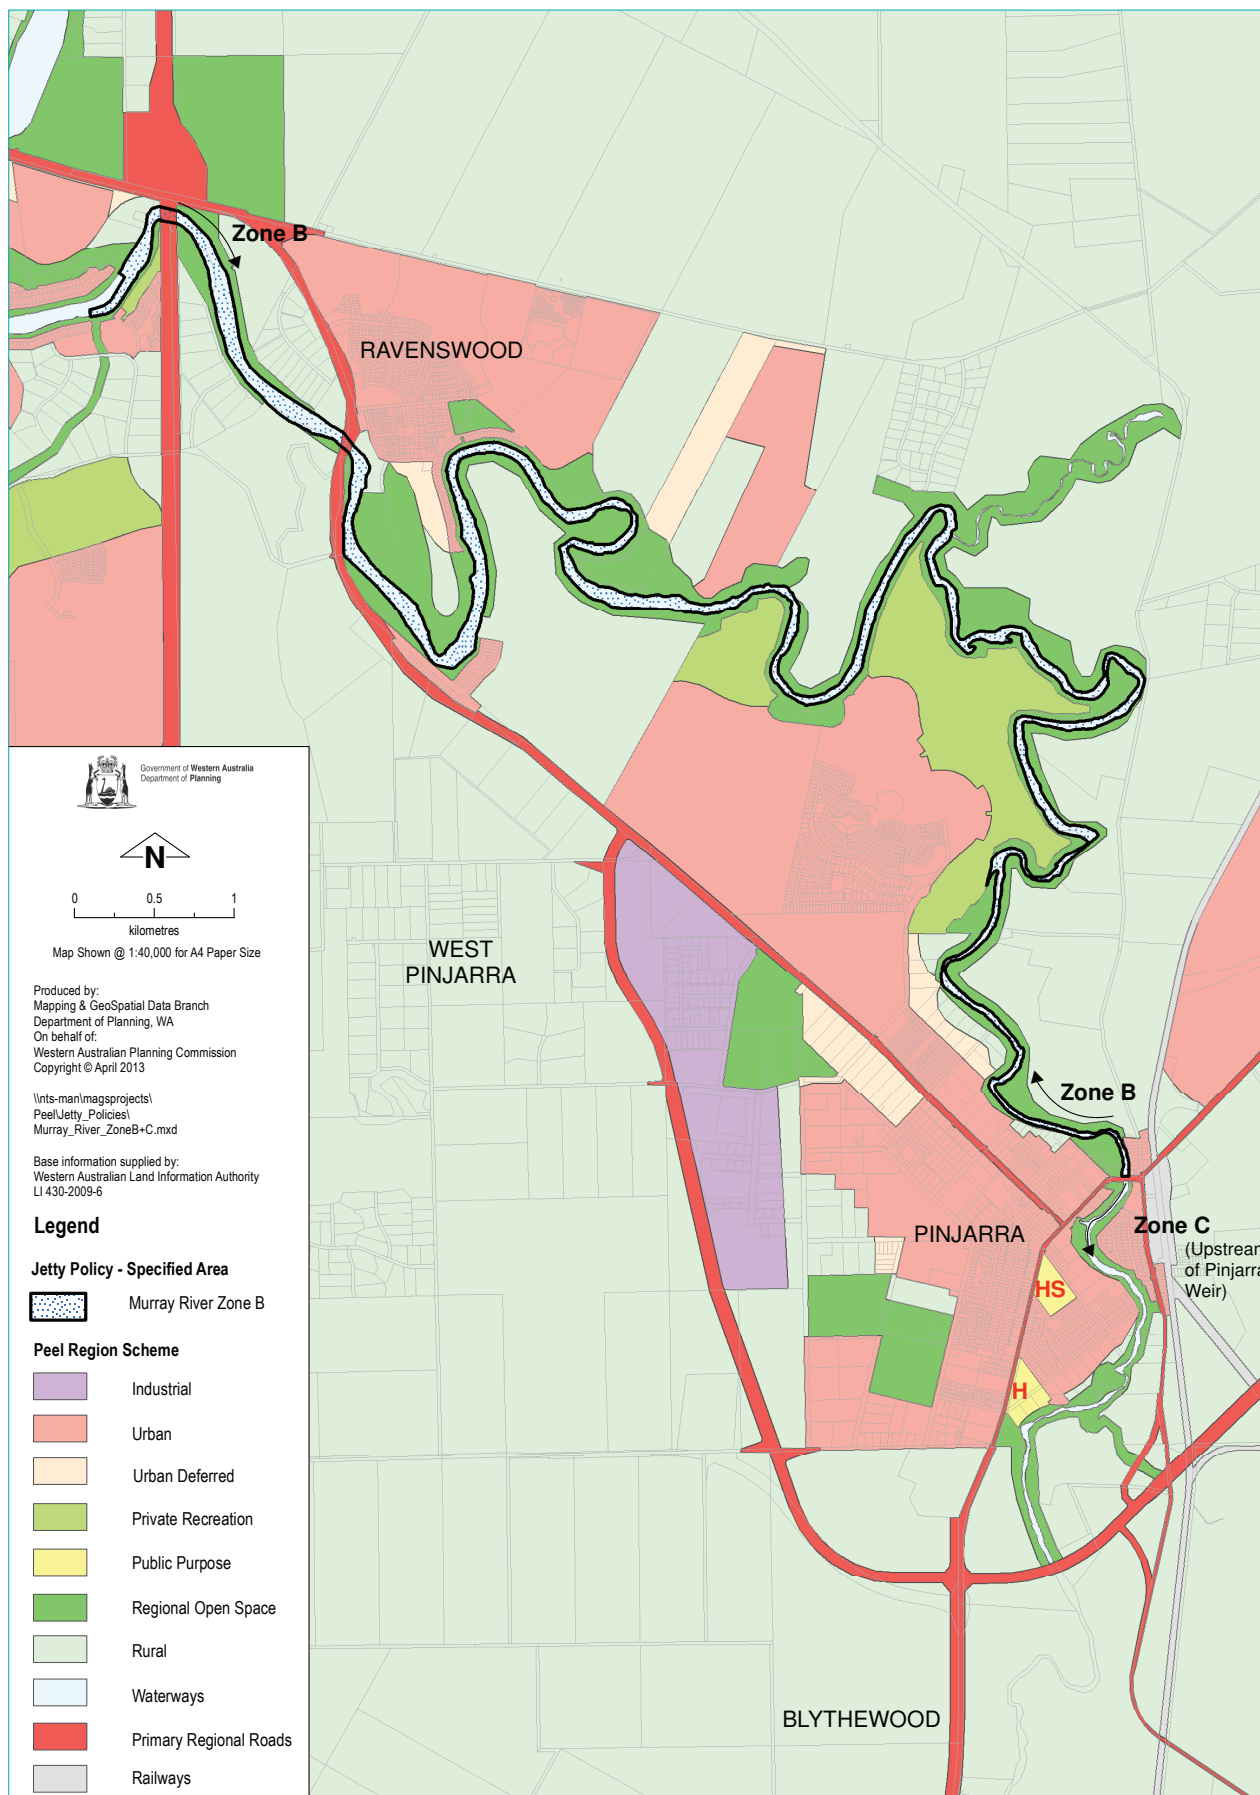 Zone B
RAVENSWOOD
Government of Western Australia
Department of Planning
N
0 0.5 1
kilometres
Map Shown @ 1:40,000 for A4 Paper Size
Produced by:
Mapping & GeoSpatial Data Branch
Department of Planning, WA
On behalf of:
Western Australian Planning Commission
Copyright © April 2013
\\nts-man\magsprojects\
Peel\Jetty_Policies\
Murray_River_ZoneB+C.mxd
Base information supplied by:
Western Australian Land Information Authority
LI 430-2009-6
Legend
Jetty Policy - Specified Area
Murray River Zone B
Peel Region Scheme
Industrial
Urban
Urban Deferred
Private Recreation
Public Purpose
Regional Open Space
Rural
Waterways
Primary Regional Roads
Railways
WEST
PINJARRA
Zone B
PINJARRA
Zone C
(Upstream
of Pinjarra
Weir)
HS
H
BLYTHEWOOD